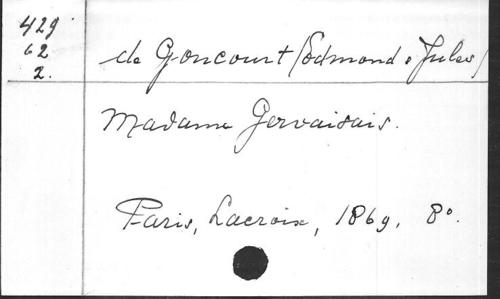 429
62
2.
de Goncourt (Edmond & Jules)
Madame Gervaisais.
Paris, Lacroix, 1869, 8°.